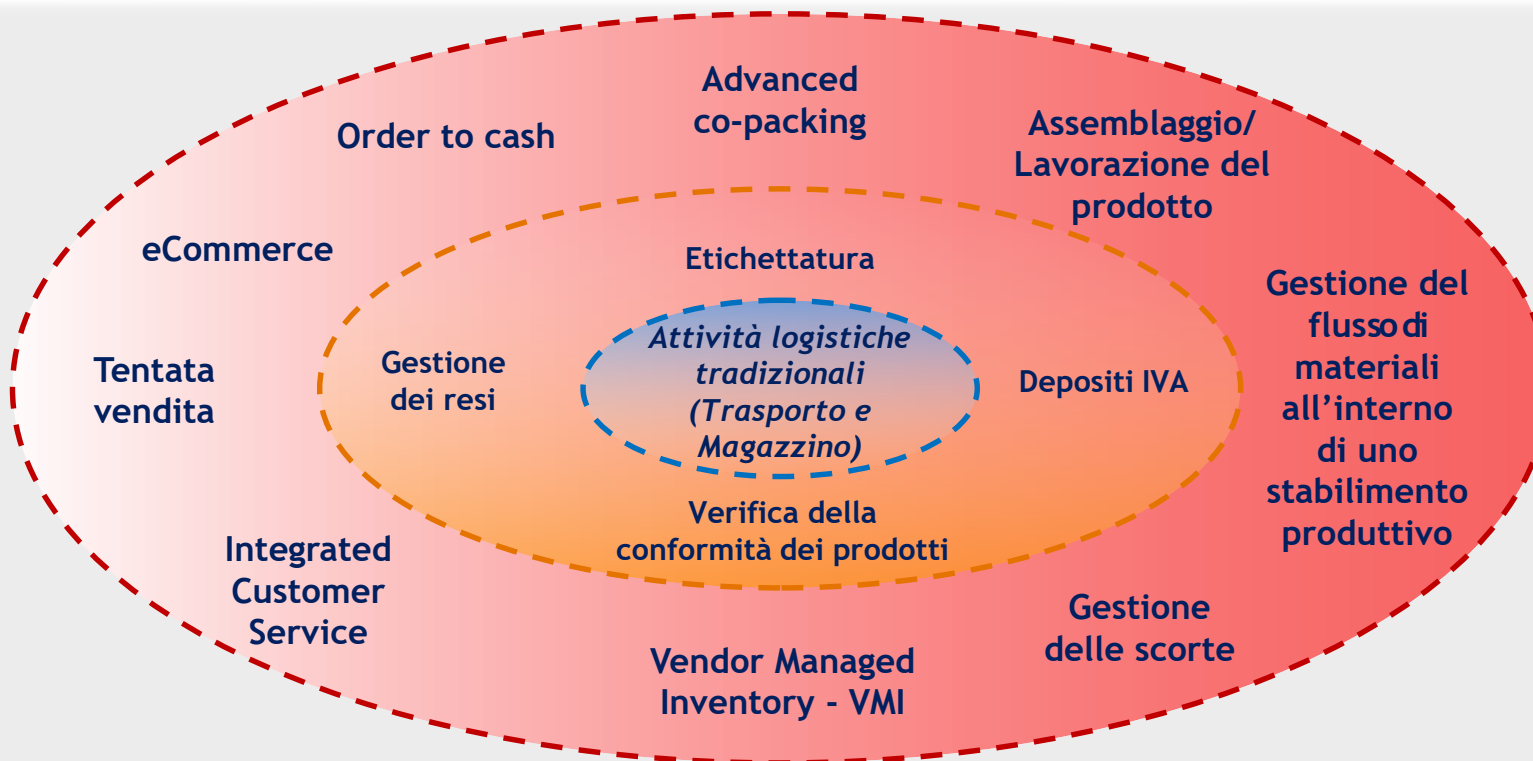 Advanced
co-packing
Order to cash
Assemblaggio/
Lavorazione del
prodotto
eCommerce
Etichettatura
Gestione del
flusso di
materiali
all'interno
di uno
stabilimento
produttivo
Attività logistiche
tradizionali
(Trasporto e
Magazzino)
Gestione
dei resi
Depositi IVA
Tentata
vendita
Verifica della
conformità dei prodotti
Integrated
Customer
Service
Gestione
delle scorte
Vendor Managed
Inventory - VMI